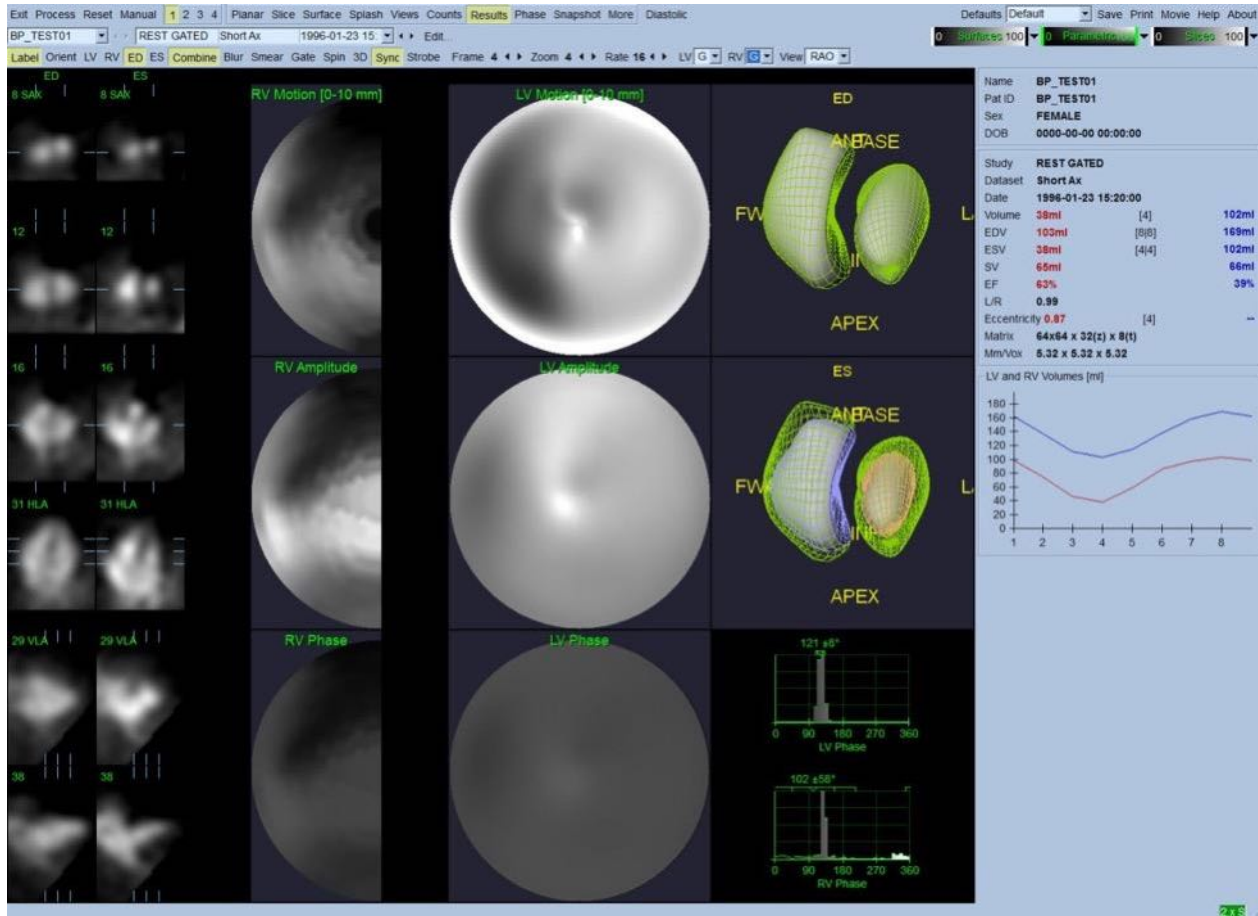 Exit Process Reset Manual 1 2 3 4 Planar Slice Surface Splash Views Counts Results Phase Snapshot More Diastolic Defaults Default Save Print Movie Help About
BP_TEST01 REST GATED Short Ax 1996-01-23 15: Edit... 0 Surfaces 100 0 Parametric 0 Slices 100
Label Orient LV RV ED ES Combine Blur Smear Gate Spin 3D Sync Strobe Frame 4 Zoom 4 Rate 16 LV G RV G View RAO
ED ES
8 SAX 8 SAX
12 12
16 16
31 HLA 31 HLA
29 VLA 29 VLA
38 38
RV Motion [0-10 mm] LV Motion [0-10 mm]
RV Amplitude LV Amplitude
RV Phase LV Phase
ED
ANT BASE
FW
APEX
ES
ANT BASE
FW
INF
APEX
121 ±6°
0 90 180 270 360
LV Phase
102 ±58°
0 90 180 270 360
RV Phase
Name BP_TEST01
Pat ID BP_TEST01
Sex FEMALE
DOB 0000-00-00 00:00:00
Study REST GATED
Dataset Short Ax
Date 1996-01-23 15:20:00
Volume 38ml [4] 102ml
EDV 103ml [8|8] 169ml
ESV 38ml [4|4] 102ml
SV 65ml 66ml
EF 63% 39%
L/R 0.99
Eccentricity 0.87 [4] --
Matrix 64x64 x 32(z) x 8(t)
Mm/Vox 5.32 x 5.32 x 5.32
LV and RV Volumes [ml]
180
160
140
120
100
80
60
40
20
0
1 2 3 4 5 6 7 8
2 x S